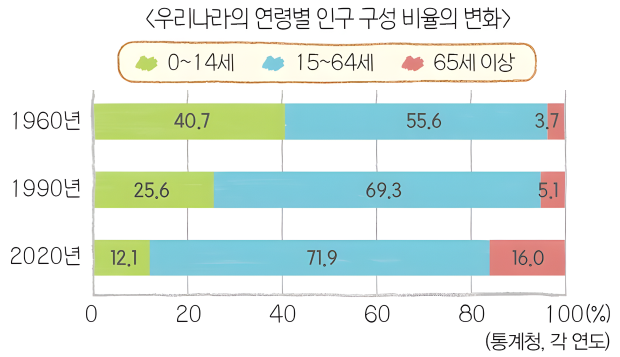 <우리나라의 연령별 인구 구성 비율의 변화>
0~14세 15~64세 65세 이상
1960년 40.7 55.6 3.7
1990년 25.6 69.3 5.1
2020년 12.1 71.9 16.0
0 20 40 60 80 100(%)
(통계청, 각 연도)